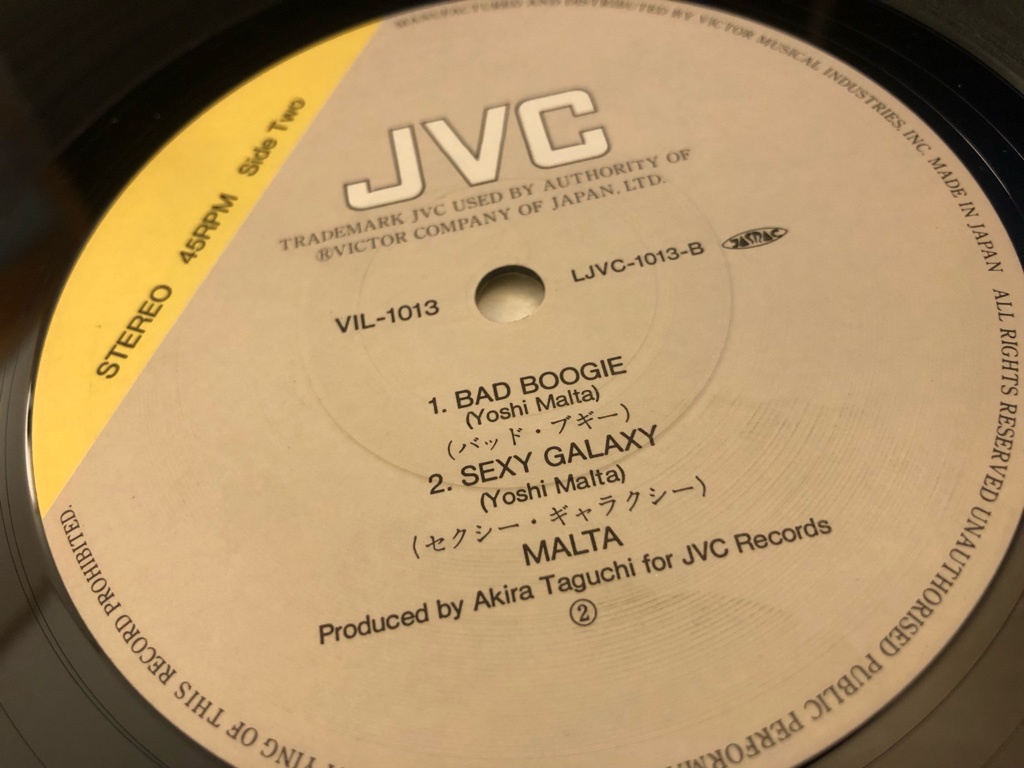 MANUFACTURED AND DISTRIBUTED BY VICTOR MUSICAL INDUSTRIES, INC. MADE IN JAPAN ALL RIGHTS RESERVED UNAUTHORISED PUBLIC PERFORMA
YING OF THIS RECORD PROHIBITED.
STEREO 45RPM Side Two
JVC
TRADEMARK JVC USED BY AUTHORITY OF
®VICTOR COMPANY OF JAPAN, LTD.
VIL-1013
LJVC-1013-B JASRAC
1. BAD BOOGIE
(Yoshi Malta)
(バッド・ブギー)
2. SEXY GALAXY
(Yoshi Malta)
(セクシー・ギャラクシー)
MALTA
Produced by Akira Taguchi for JVC Records
②